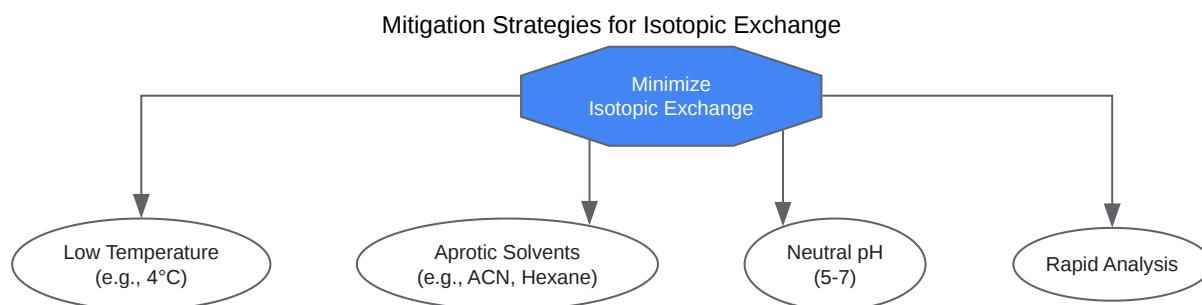 Mitigation Strategies for Isotopic Exchange
Minimize
Isotopic Exchange
Low Temperature
(e.g., 4°C)
Aprotic Solvents
(e.g., ACN, Hexane)
Neutral pH
(5-7)
Rapid Analysis